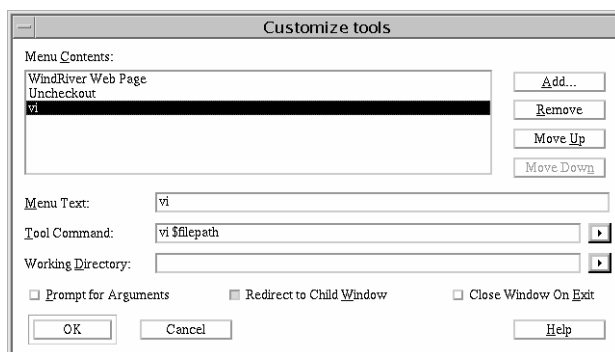 Customize tools
Menu Contents:
WindRiver Web Page
Uncheckout
vi
Add...
Remove
Move Up
Move Down
Menu Text: vi
Tool Command: vi $filepath
Working Directory:
Prompt for Arguments Redirect to Child Window Close Window On Exit
OK Cancel Help